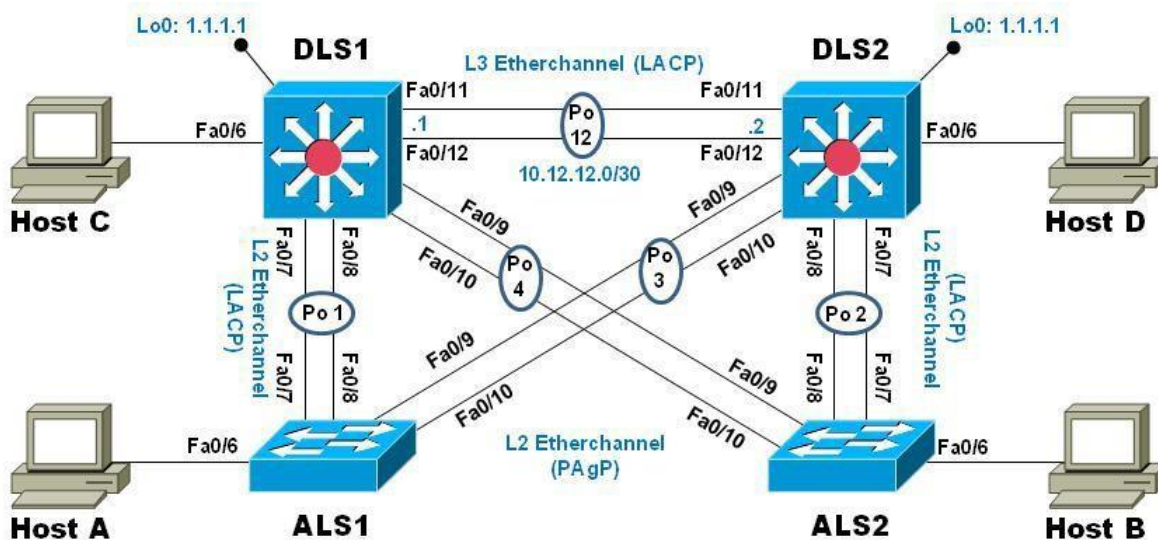 Lo0: 1.1.1.1
Lo0: 1.1.1.1
DLS1
DLS2
L3 Etherchannel (LACP)
Fa0/11
Fa0/11
Fa0/6
.1
Po
12
.2
Fa0/6
Fa0/12
Fa0/12
10.12.12.0/30
Host C
Host D
Fa0/9
Fa0/9
Fa0/10
Fa0/10
Po
4
Po
3
Fa0/7
Fa0/8
Fa0/8
Fa0/7
L2 Etherchannel
(LACP)
L2 Etherchannel
(LACP)
Po 1
Po 2
Fa0/7
Fa0/8
Fa0/9
Fa0/10
Fa0/9
Fa0/10
Fa0/8
Fa0/7
L2 Etherchannel
(PAgP)
Fa0/6
Fa0/6
Host A
ALS1
ALS2
Host B